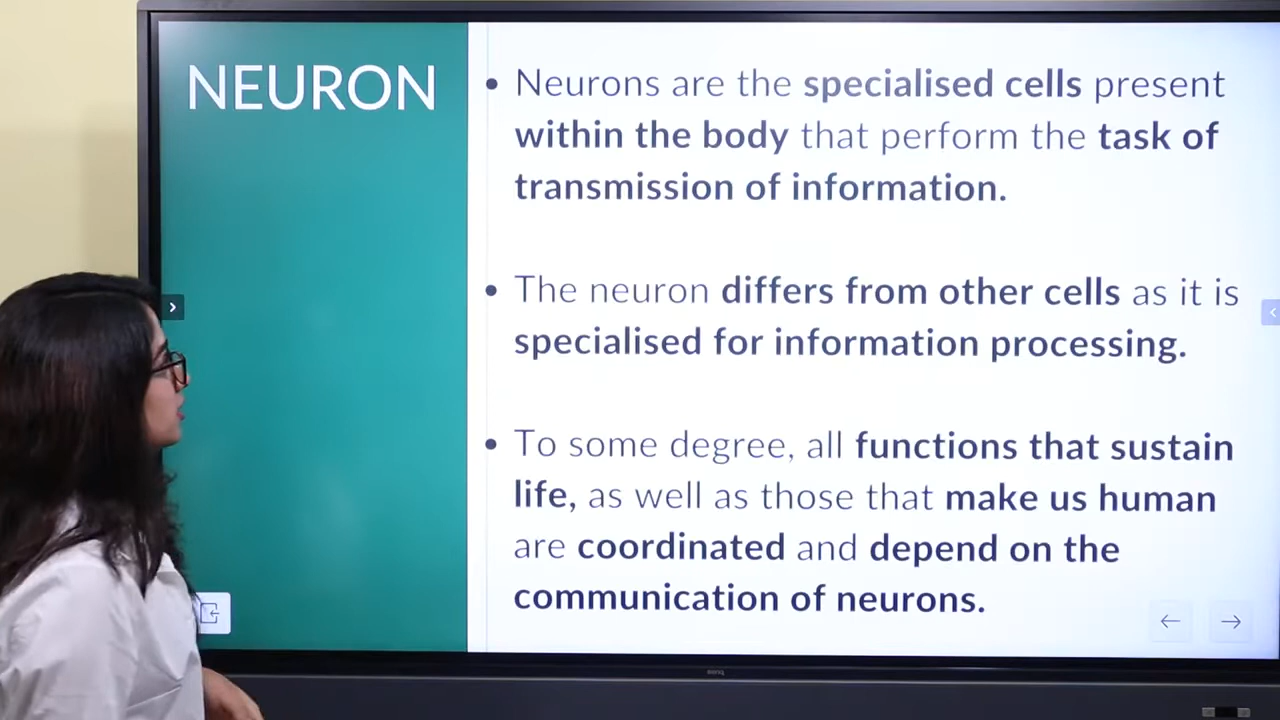 NEURON
• Neurons are the specialised cells present
within the body that perform the task of
transmission of information.
• The neuron differs from other cells as it is
specialised for information processing.
• To some degree, all functions that sustain
life, as well as those that make us human
are coordinated and depend on the
communication of neurons.
BenQ